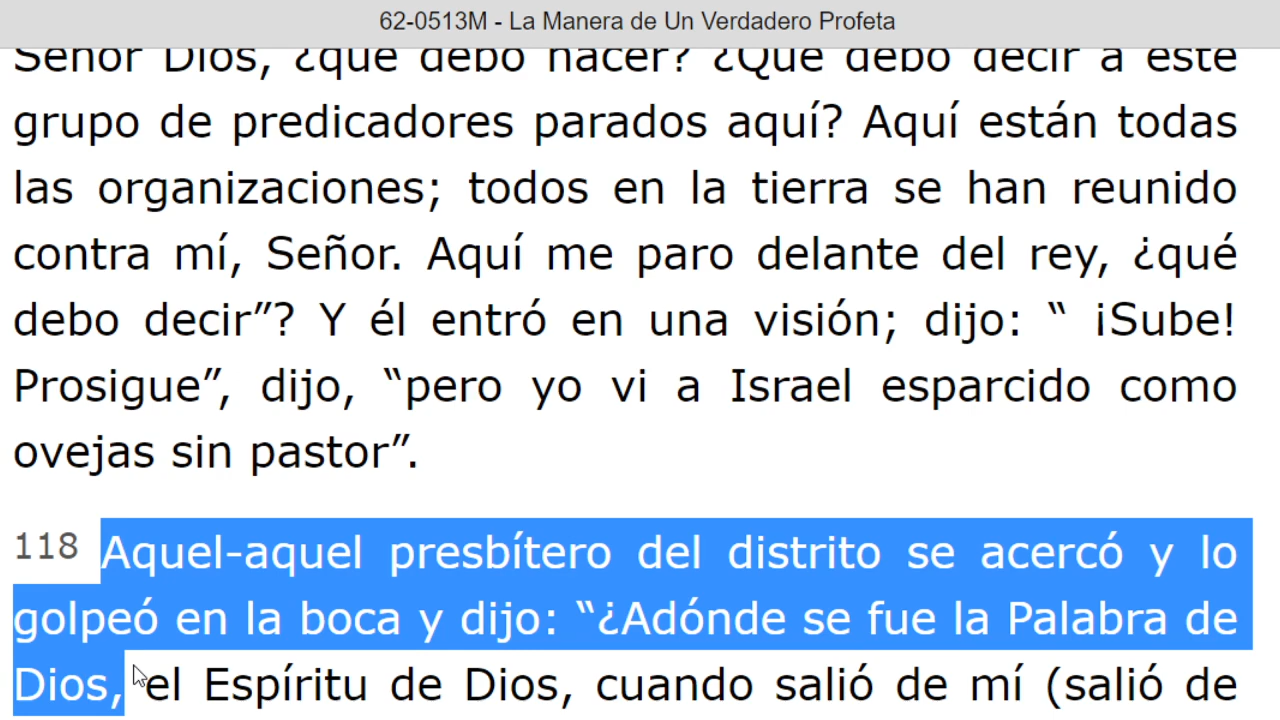 62-0513M - La Manera de Un Verdadero Profeta
Señor Dios, ¿qué debo hacer? ¿Qué debo decir a este
grupo de predicadores parados aquí? Aquí están todas
las organizaciones; todos en la tierra se han reunido
contra mí, Señor. Aquí me paro delante del rey, ¿qué
debo decir”? Y él entró en una visión; dijo: “ ¡Sube!
Prosigue”, dijo, “pero yo vi a Israel esparcido como
ovejas sin pastor”.
118 Aquel-aquel presbítero del distrito se acercó y lo
golpeó en la boca y dijo: “¿Adónde se fue la Palabra de
Dios, el Espíritu de Dios, cuando salió de mí (salió de